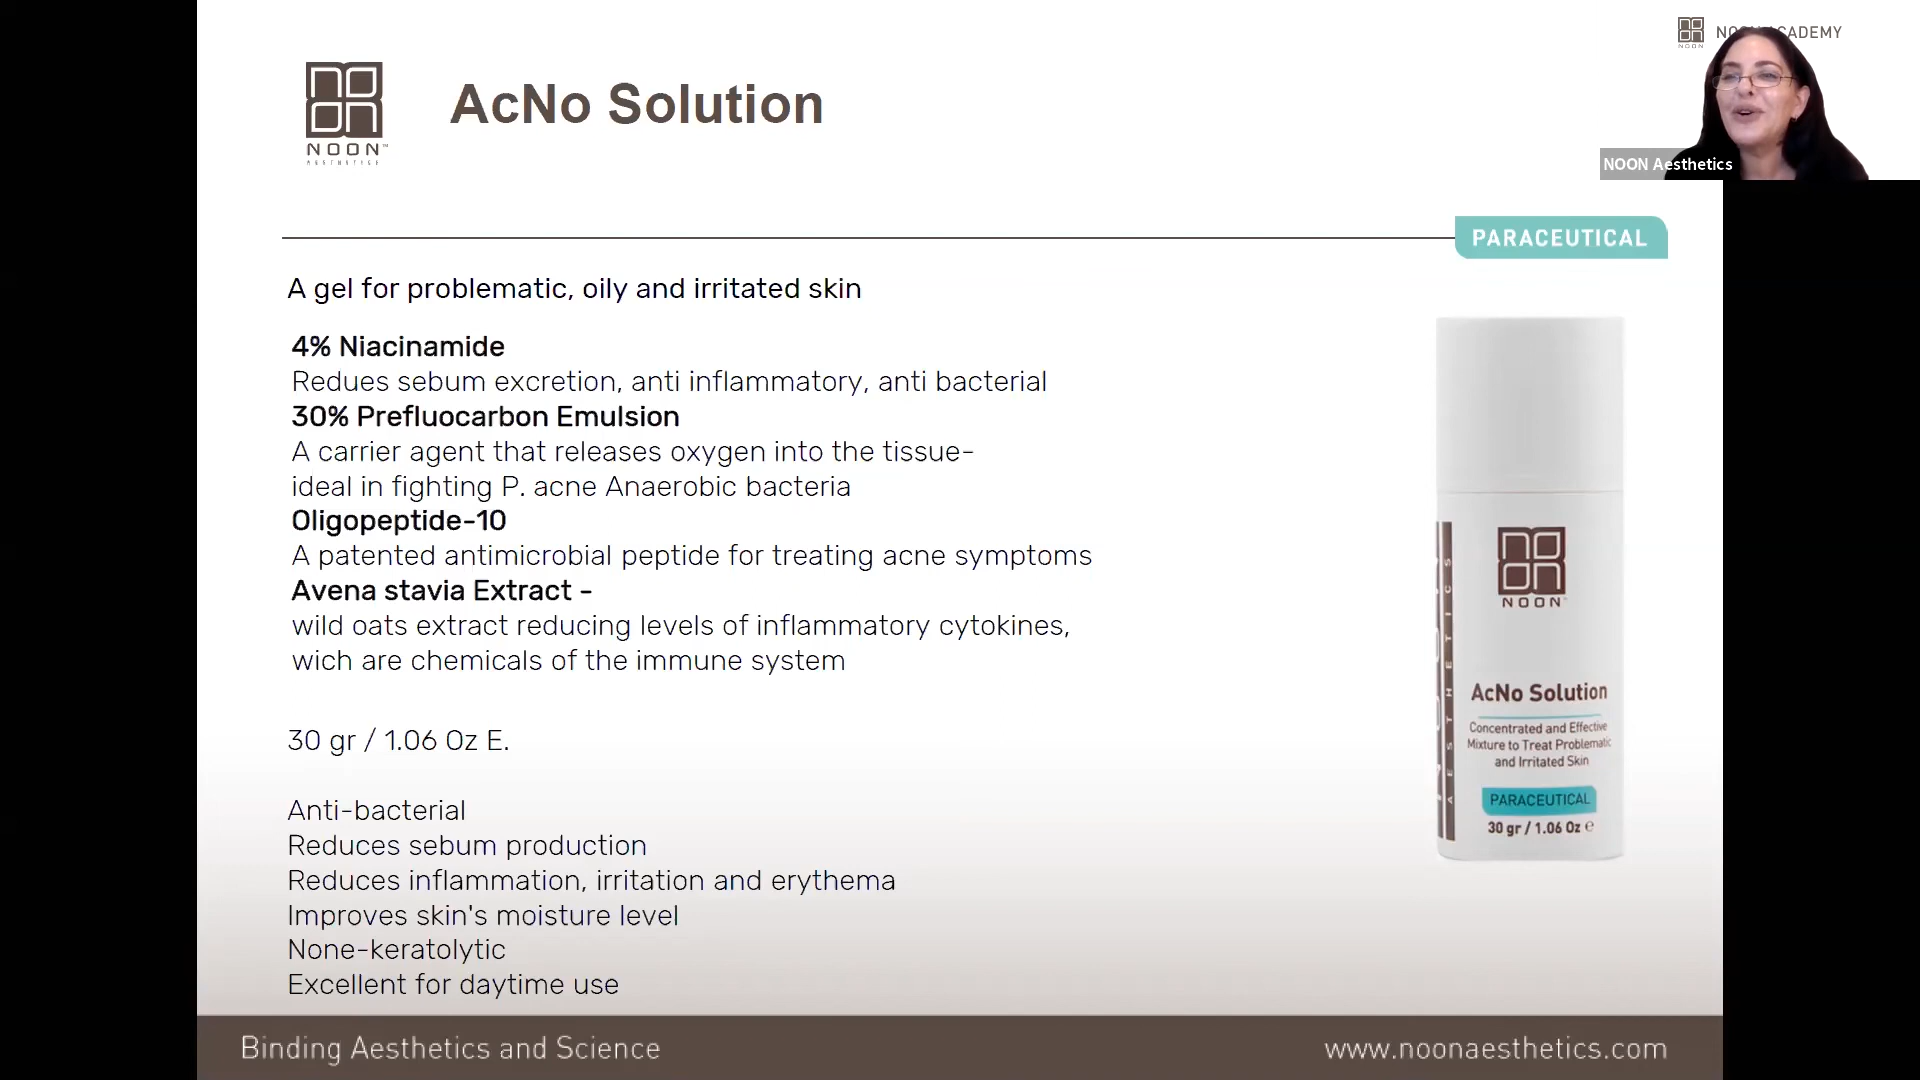 NOON ACADEMY
NOON
NOON™
AESTHETICS
AcNo Solution
NOON Aesthetics
PARACEUTICAL
A gel for problematic, oily and irritated skin
4% Niacinamide
Redues sebum excretion, anti inflammatory, anti bacterial
30% Prefluocarbon Emulsion
A carrier agent that releases oxygen into the tissue-
ideal in fighting P. acne Anaerobic bacteria
Oligopeptide-10
A patented antimicrobial peptide for treating acne symptoms
Avena stavia Extract -
wild oats extract reducing levels of inflammatory cytokines,
wich are chemicals of the immune system
30 gr / 1.06 Oz E.
Anti-bacterial
Reduces sebum production
Reduces inflammation, irritation and erythema
Improves skin's moisture level
None-keratolytic
Excellent for daytime use
NOON™
AESTHETICS
AcNo Solution
Concentrated and Effective
Mixture to Treat Problematic
and Irritated Skin
PARACEUTICAL
30 gr / 1.06 Oz ℮
Binding Aesthetics and Science
www.noonaesthetics.com